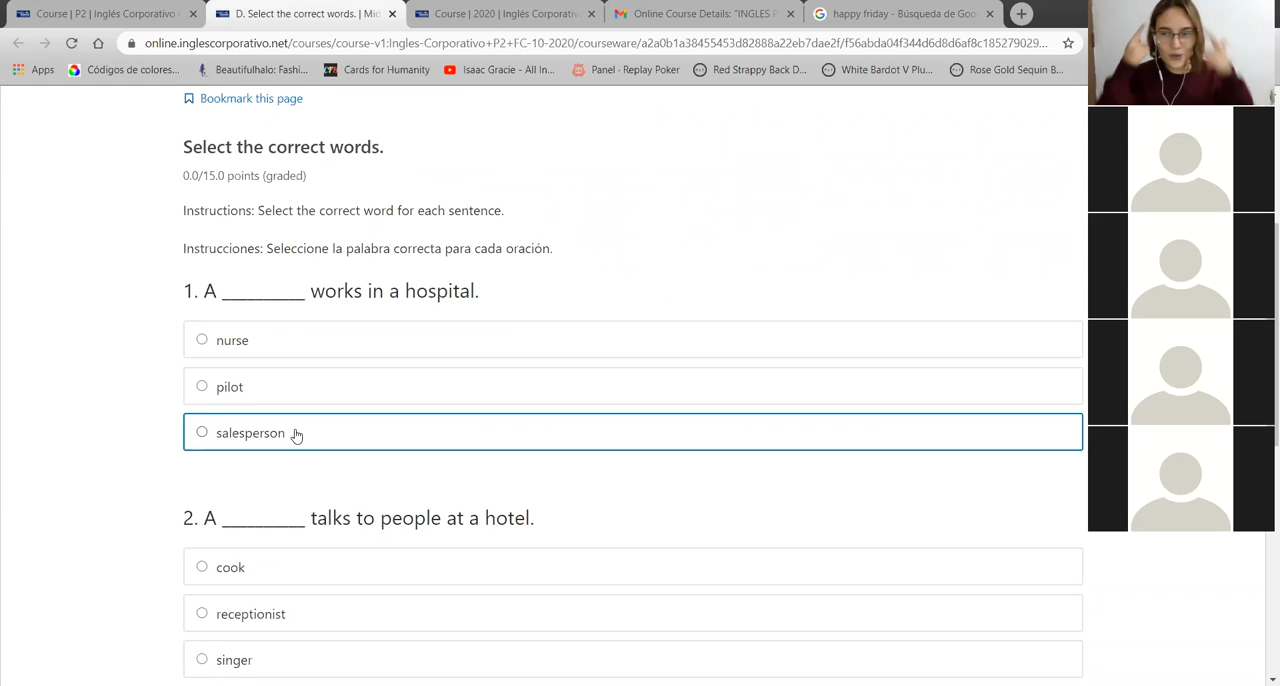 Course | P2 | Inglés Corporativo
D. Select the correct words. | Mid
Course | 2020 | Inglés Corporativ
Online Course Details: "INGLES P
happy friday - Búsqueda de Goo
online.inglescorporativo.net/courses/course-v1:Ingles-Corporativo+P2+FC-10-2020/courseware/a2a0b1a38455453d82888a22eb7dae2f/f56abda04f344d6d8d6af8c185279029...
Apps
Códigos de colores...
Beautifulhalo: Fashi...
Cards for Humanity
Isaac Gracie - All In...
Panel · Replay Poker
Red Strappy Back D...
White Bardot V Plu...
Rose Gold Sequin B...
Bookmark this page
Select the correct words.
0.0/15.0 points (graded)
Instructions: Select the correct word for each sentence.
Instrucciones: Seleccione la palabra correcta para cada oración.
1. A _________ works in a hospital.
nurse
pilot
salesperson
2. A _________ talks to people at a hotel.
cook
receptionist
singer